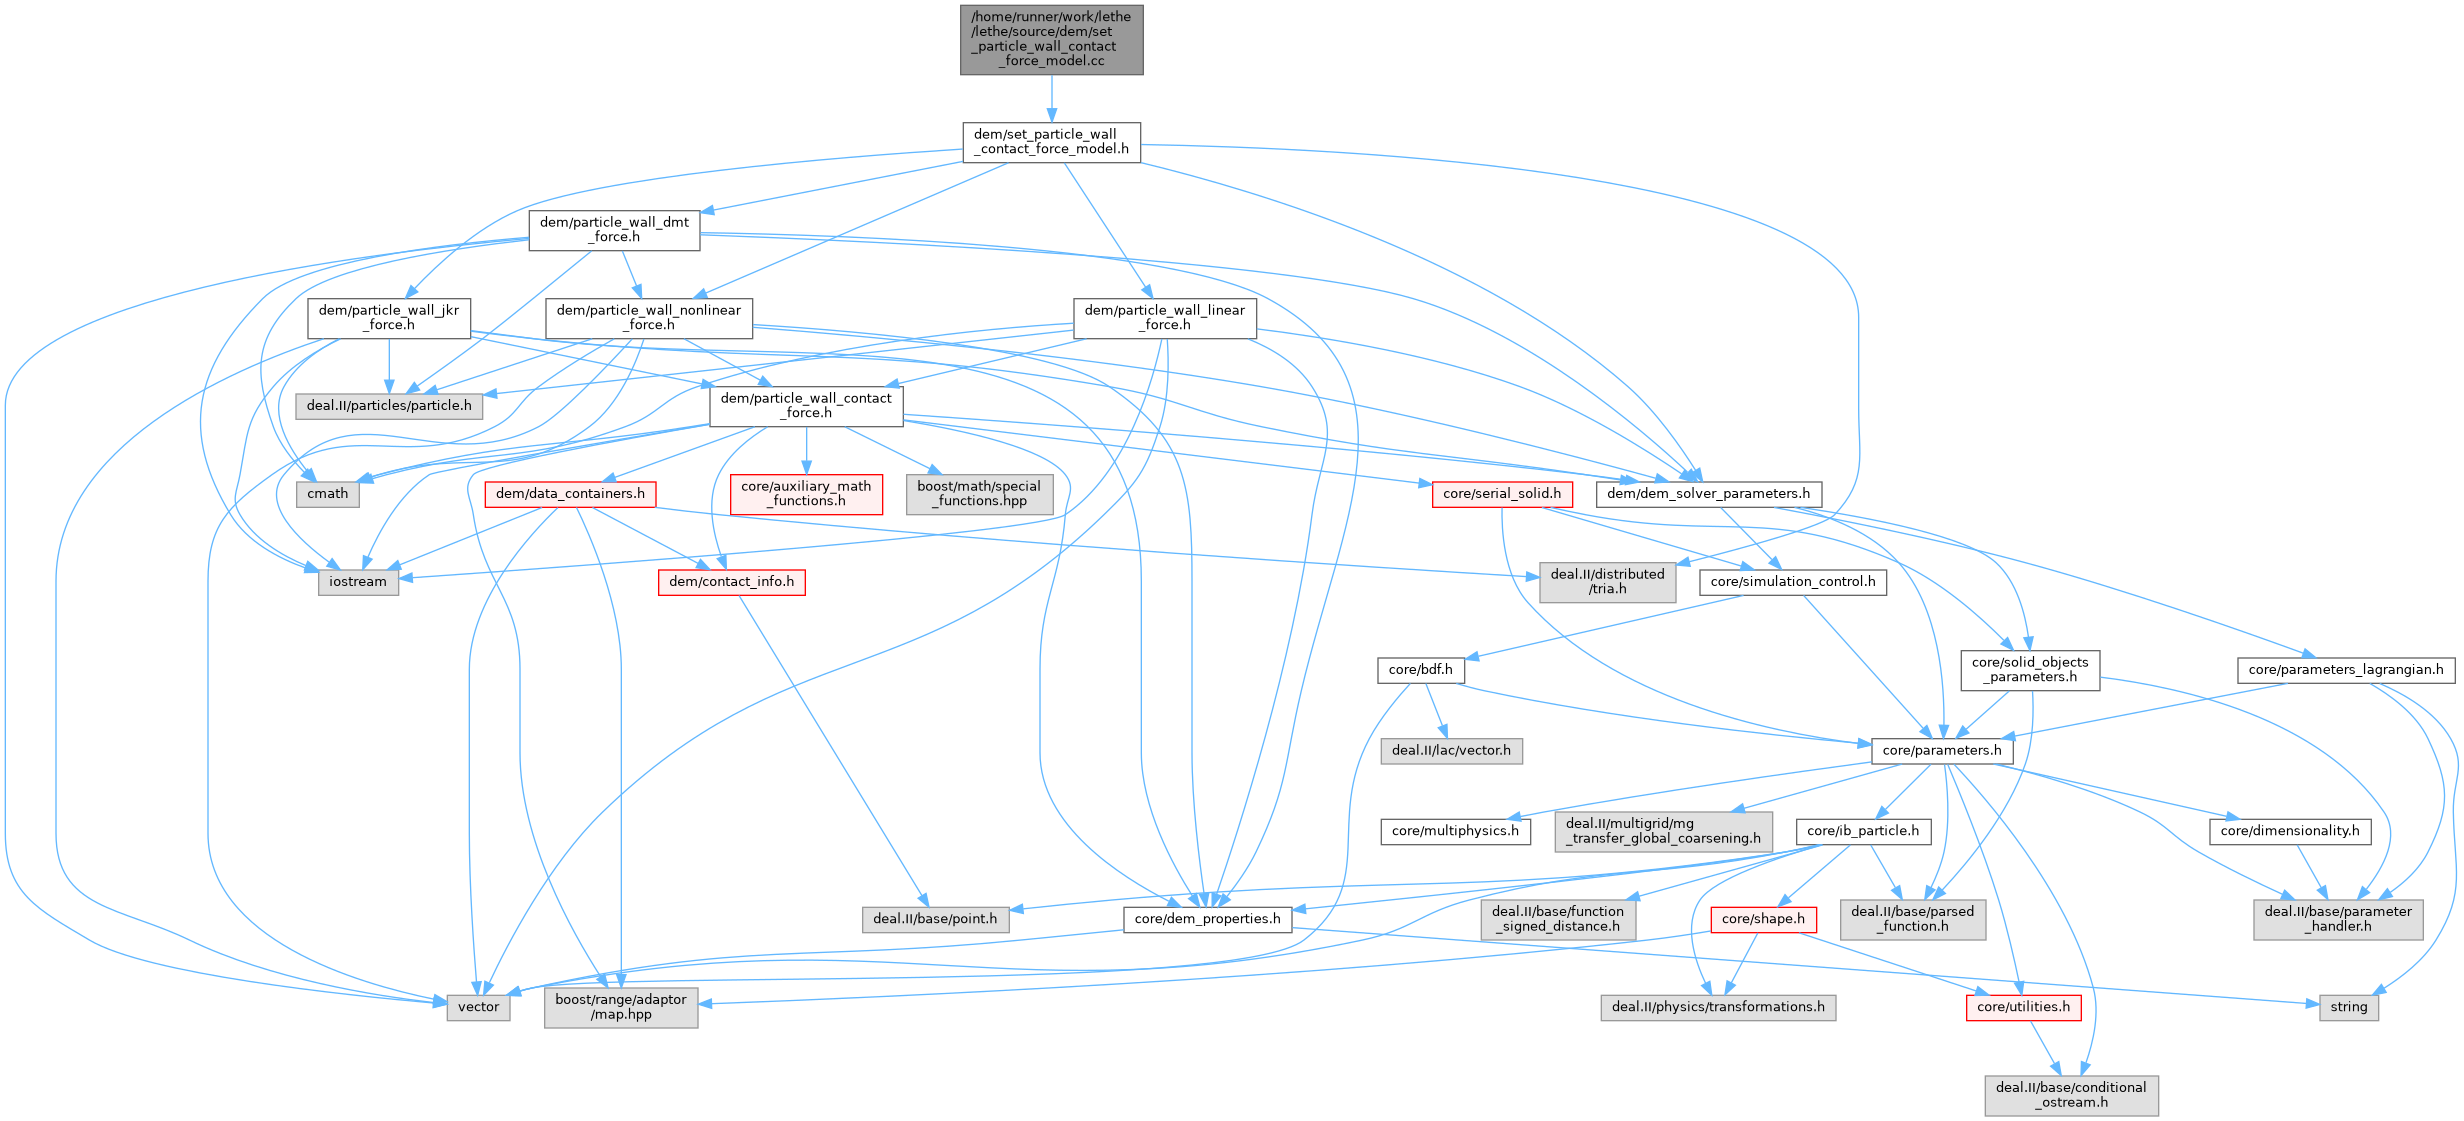 /home/runner/work/lethe
/lethe/source/dem/set
_particle_wall_contact
_force_model.cc
dem/set_particle_wall
_contact_force_model.h
dem/particle_wall_dmt
_force.h
dem/particle_wall_jkr
_force.h
dem/particle_wall_nonlinear
_force.h
dem/particle_wall_linear
_force.h
deal.II/particles/particle.h
dem/particle_wall_contact
_force.h
cmath
dem/data_containers.h
core/auxiliary_math
_functions.h
boost/math/special
_functions.hpp
core/serial_solid.h
dem/dem_solver_parameters.h
iostream
dem/contact_info.h
deal.II/distributed
/tria.h
core/simulation_control.h
core/bdf.h
core/solid_objects
_parameters.h
core/parameters_lagrangian.h
deal.II/lac/vector.h
core/parameters.h
core/multiphysics.h
deal.II/multigrid/mg
_transfer_global_coarsening.h
core/ib_particle.h
core/dimensionality.h
deal.II/base/point.h
core/dem_properties.h
deal.II/base/function
_signed_distance.h
core/shape.h
deal.II/base/parsed
_function.h
deal.II/base/parameter
_handler.h
vector
boost/range/adaptor
/map.hpp
deal.II/physics/transformations.h
core/utilities.h
string
deal.II/base/conditional
_ostream.h